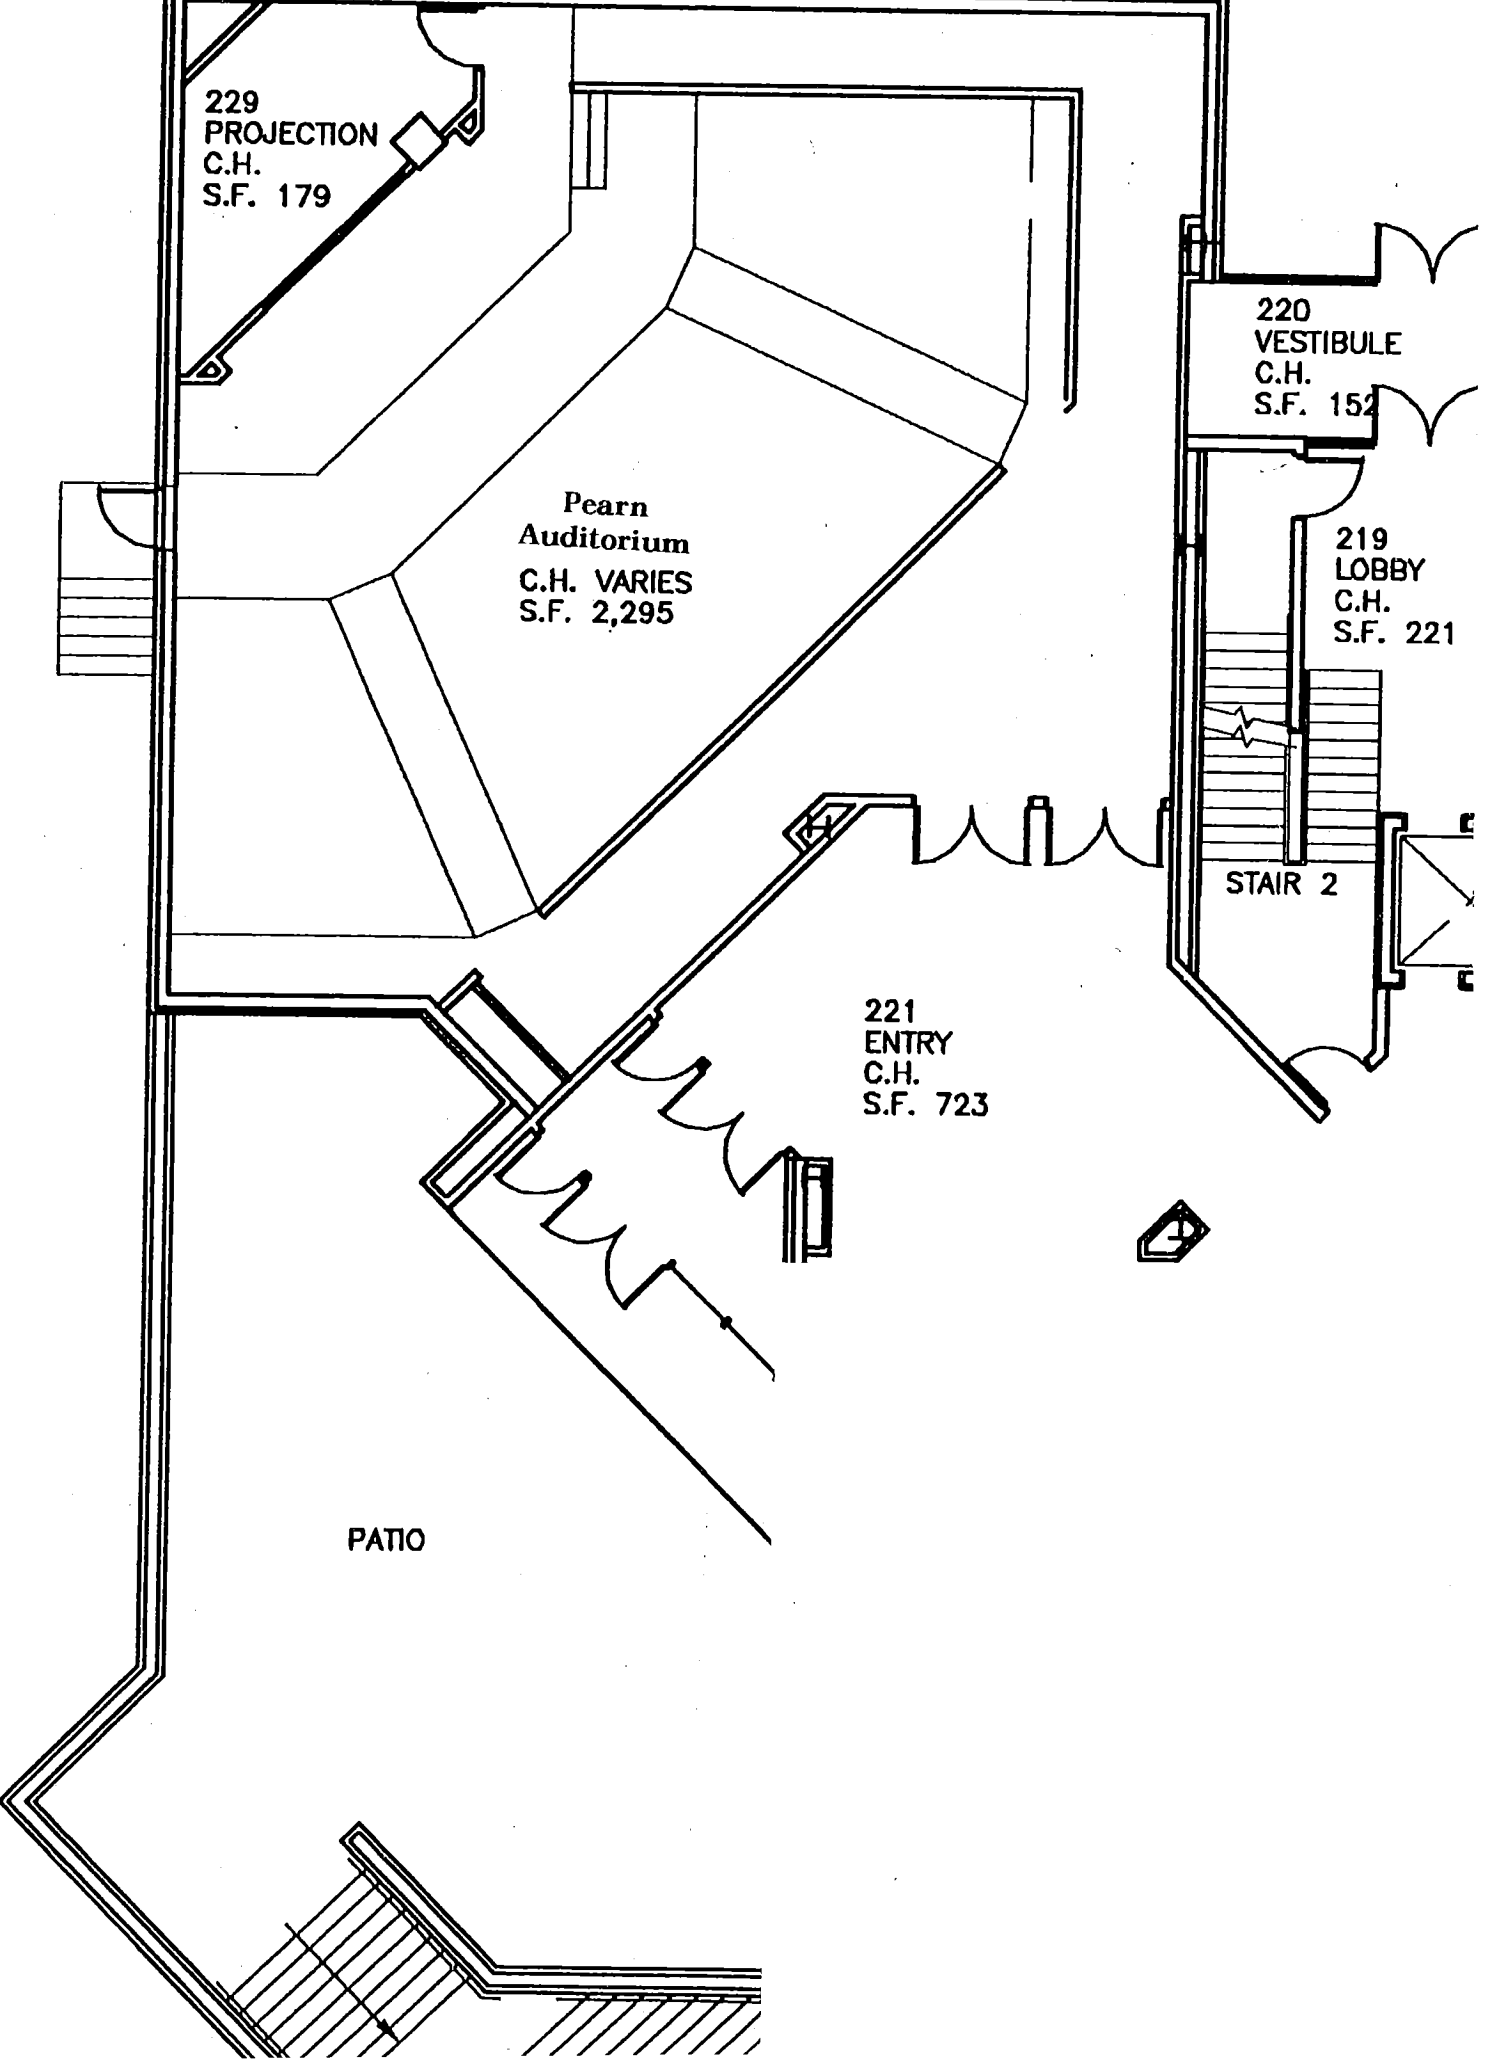 229
PROJECTION
C.H.
S.F. 179
220
VESTIBULE
C.H.
S.F. 152
Pearn
Auditorium
C.H. VARIES
S.F. 2,295
219
LOBBY
C.H.
S.F. 221
STAIR 2
221
ENTRY
C.H.
S.F. 723
PATIO